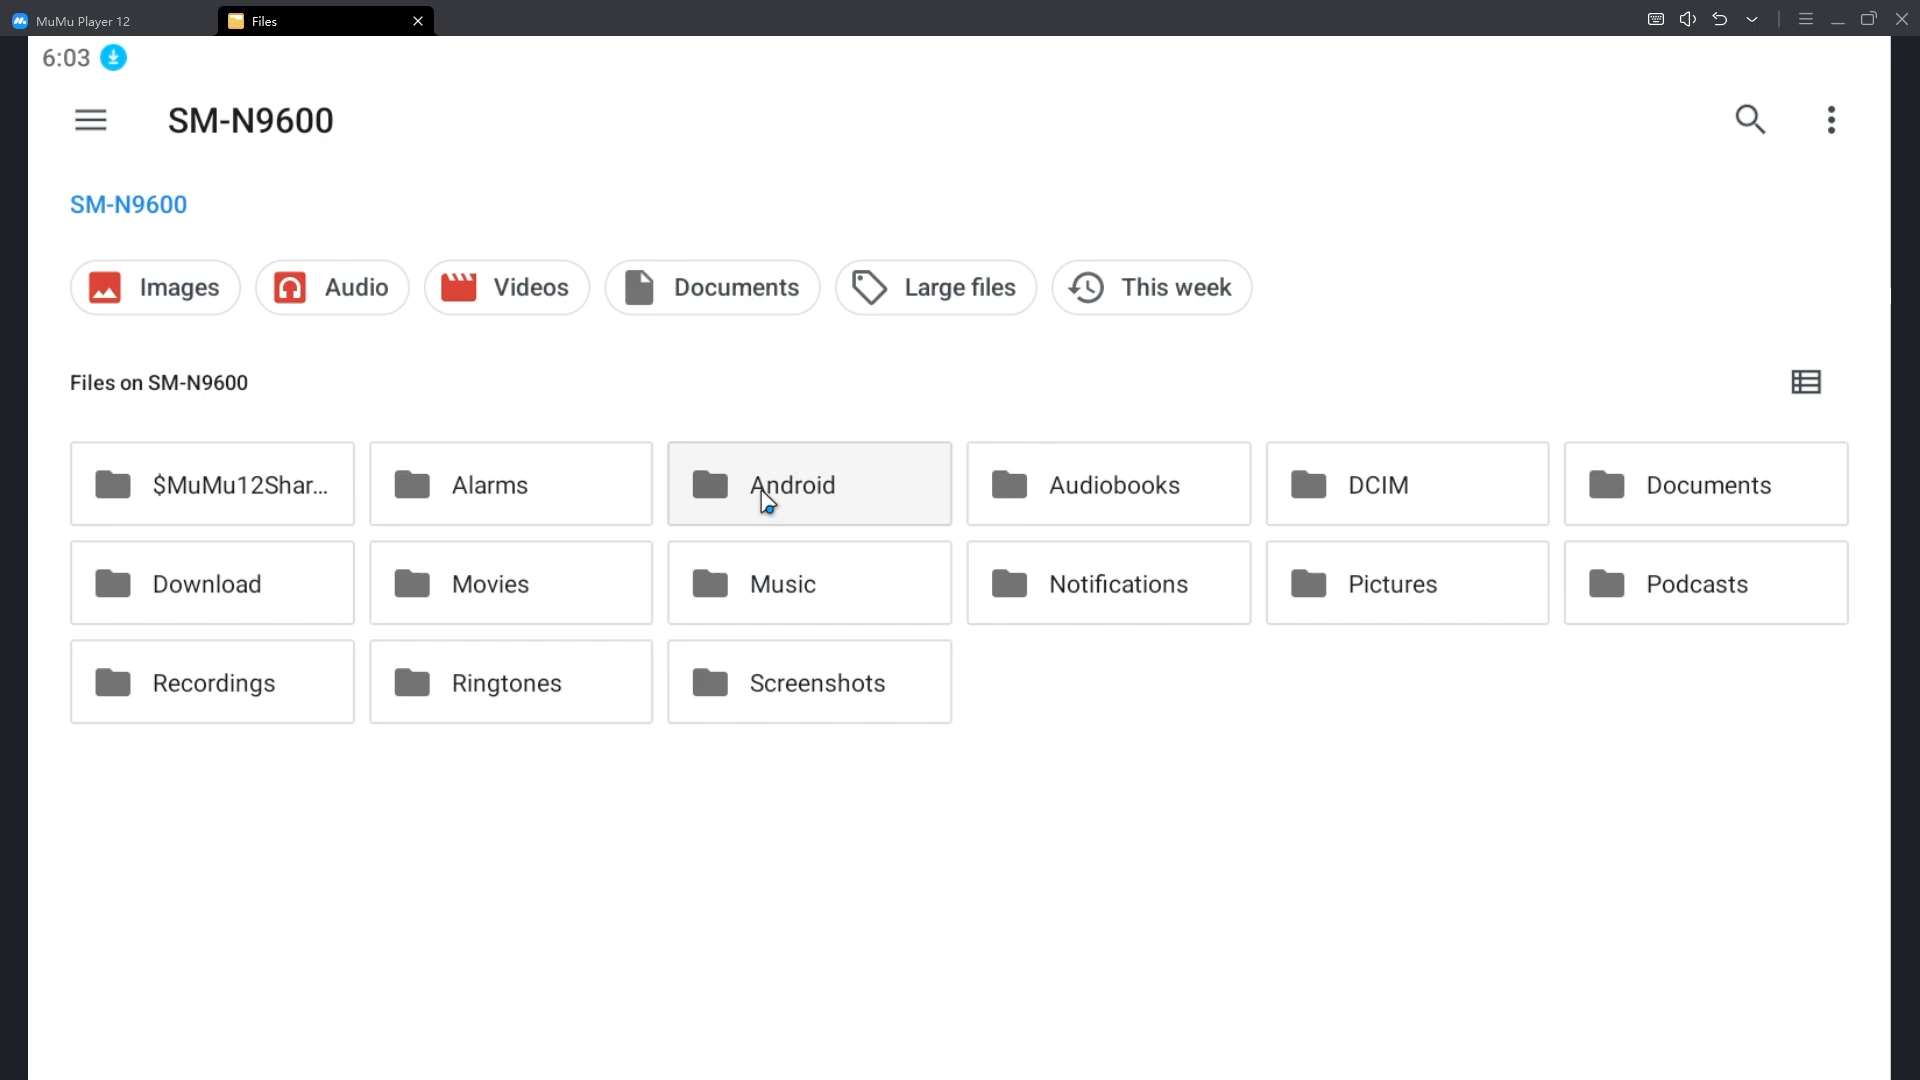 MuMu Player 12
Files
6:03
SM-N9600
SM-N9600
Images Audio Videos Documents Large files This week
Files on SM-N9600
$MuMu12Shar... Alarms Android Audiobooks DCIM Documents
Download Movies Music Notifications Pictures Podcasts
Recordings Ringtones Screenshots